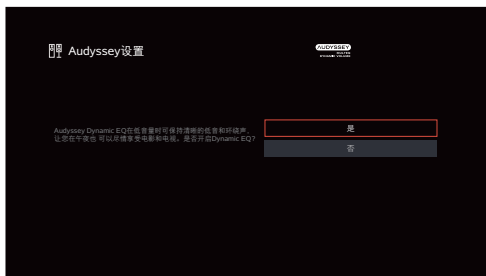 Audyssey设置
AUDYSSEY
MULTEQ
DYNAMIC VOLUME
Audyssey Dynamic EQ在低音量时可保持清晰的低音和环绕声，
让您在午夜也 可以尽情享受电影和电视。是否开启Dynamic EQ?
是
否